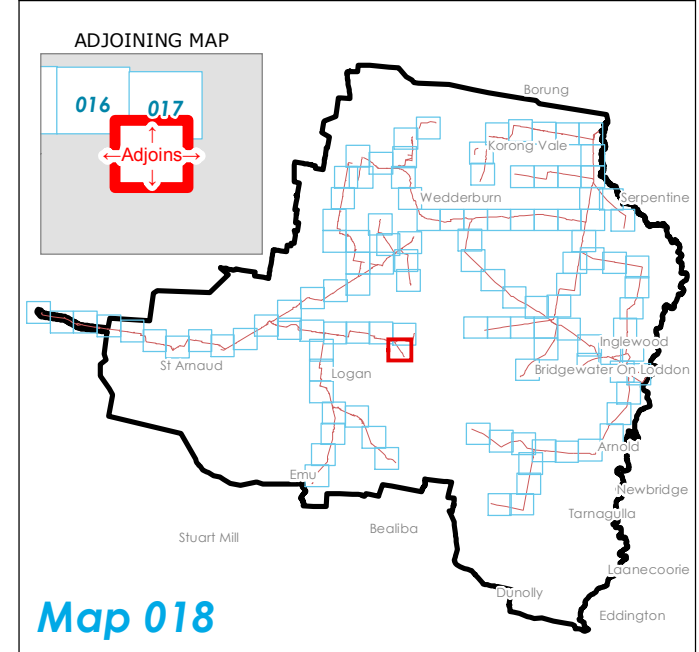 ADJOINING MAP
016
017
←Adjoins→
Borung
Korong Vale
Wedderburn
Serpentine
Inglewood
St Arnaud
Logan
Bridgewater On Loddon
Arnold
Emu
Newbridge
Tarnagulla
Bealiba
Stuart Mill
Laanecoorie
Dunolly
Eddington
Map 018